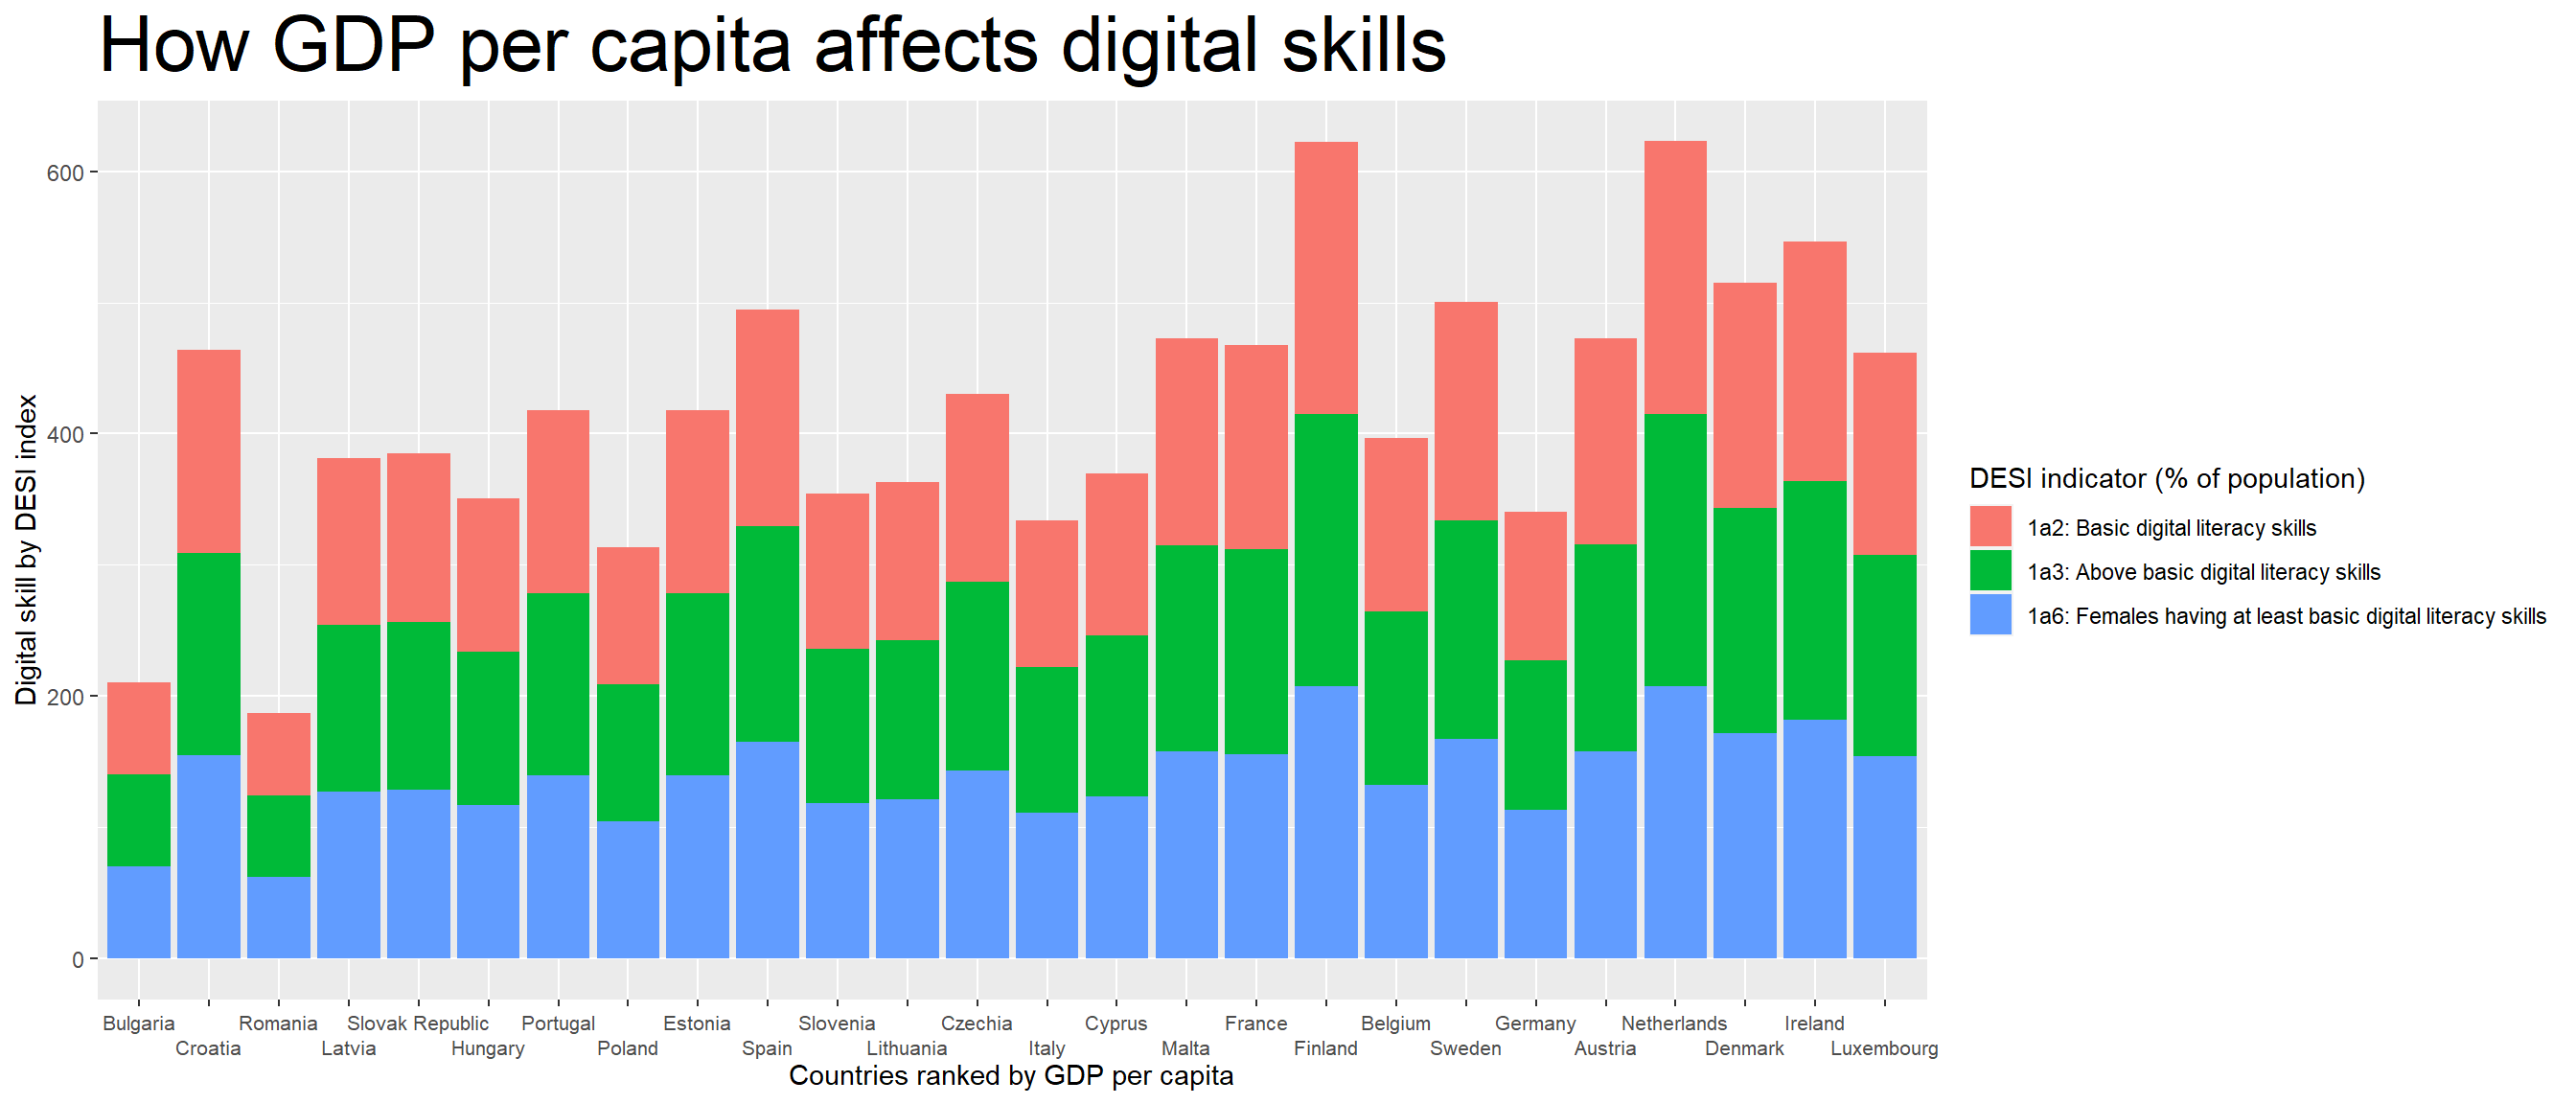 How GDP per capita affects digital skills
Digital skill by DESI index
600
400
200
0
Bulgaria Romania Slovak Republic Portugal Estonia Slovenia Czechia Cyprus France Belgium Germany Netherlands Ireland
Croatia Latvia Hungary Poland Spain Lithuania Italy Malta Finland Sweden Austria Denmark Luxembourg
Countries ranked by GDP per capita
DESI indicator (% of population)
1a2: Basic digital literacy skills
1a3: Above basic digital literacy skills
1a6: Females having at least basic digital literacy skills